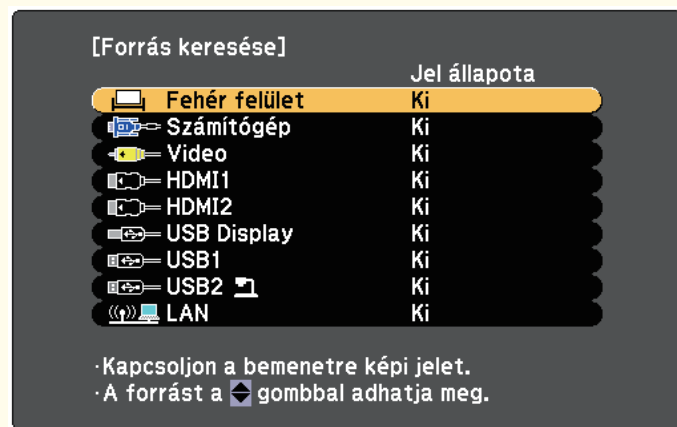 [Forrás keresése]
Jel állapota
Fehér felület Ki
Számítógép Ki
Video Ki
HDMI1 Ki
HDMI2 Ki
USB Display Ki
USB1 Ki
USB2 Ki
LAN Ki
·Kapcsoljon a bemenetre képi jelet.
·A forrást a gombbal adhatja meg.